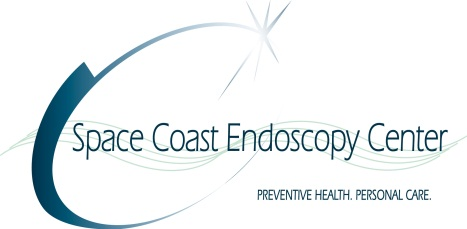 Space Coast Endoscopy Center
PREVENTIVE HEALTH. PERSONAL CARE.